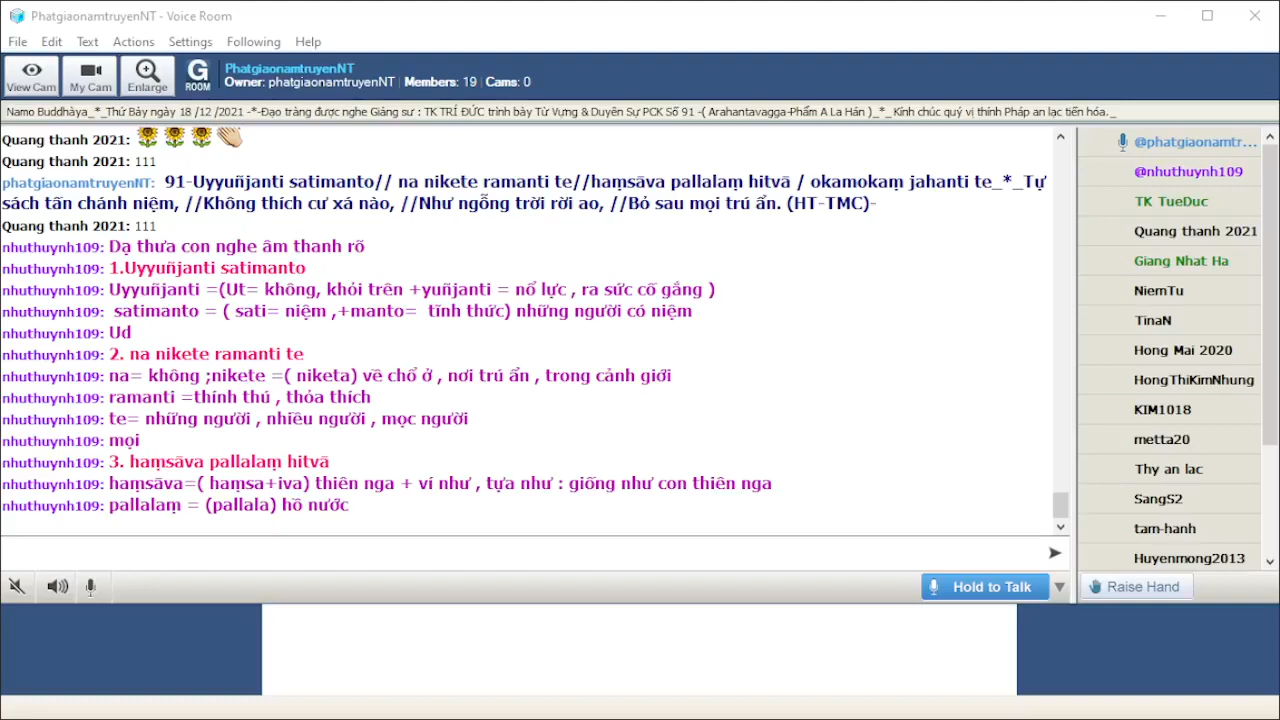 PhatgiaonamtruyenNT - Voice Room
File Edit Text Actions Settings Following Help
View Cam My Cam Enlarge G ROOM
PhatgiaonamtruyenNT
Owner: phatgiaonamtruyenNT | Members: 19 | Cams: 0
Namo Buddhàya_*_Thứ Bảy ngày 18 /12 /2021 -*-Đạo tràng được nghe Giảng sư : TK TRÍ ĐỨC trình bày Từ Vựng & Duyên Sự PCK Số 91 -( Arahantavagga-Phẩm A La Hán )_*_ Kính chúc quý vị thính Pháp an lạc tiến hóa._
Quang thanh 2021: 🌻 🌻 🌻 👏
Quang thanh 2021: 111
phatgiaonamtruyenNT: 91-Uyyuñjanti satimanto// na nikete ramanti te//haṃsāva pallalaṃ hitvā / okamokaṃ jahanti te_*_Tự
sách tấn chánh niệm, //Không thích cư xá nào, //Như ngỗng trời rời ao, //Bỏ sau mọi trú ẩn. (HT-TMC)-
Quang thanh 2021: 111
nhuthuynh109: Dạ thưa con nghe âm thanh rõ
nhuthuynh109: 1.Uyyuñjanti satimanto
nhuthuynh109: Uyyuñjanti =(Ut= không, khỏi trên +yuñjanti = nổ lực , ra sức cố gắng )
nhuthuynh109: satimanto = ( sati= niệm ,+manto= tĩnh thức) những người có niệm
nhuthuynh109: Ud
nhuthuynh109: 2. na nikete ramanti te
nhuthuynh109: na= không ;nikete =( niketa) về chổ ở , nơi trú ẩn , trong cảnh giới
nhuthuynh109: ramanti =thính thú , thỏa thích
nhuthuynh109: te= những người , nhiều người , mọc người
nhuthuynh109: mọi
nhuthuynh109: 3. haṃsāva pallalaṃ hitvā
nhuthuynh109: haṃsāva=( haṃsa+iva) thiên nga + ví như , tựa như : giống như con thiên nga
nhuthuynh109: pallalaṃ = (pallala) hồ nước
@phatgiaonamtr...
@nhuthuynh109
TK TueDuc
Quang thanh 2021
Giang Nhat Ha
NiemTu
TinaN
Hong Mai 2020
HongThiKimNhung
KIM1018
metta20
Thy an lac
SangS2
tam-hanh
Huyenmong2013
Hold to Talk
Raise Hand